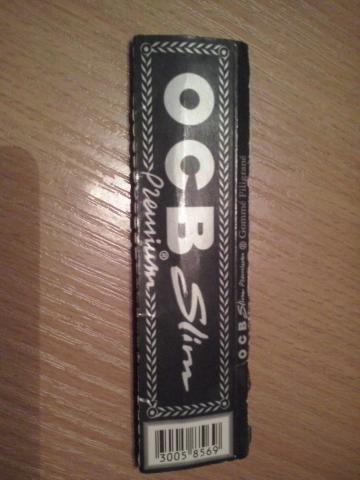 OCB
Premium® Slim
3005 8569
OCB Slim Premium Gommé Filigrané